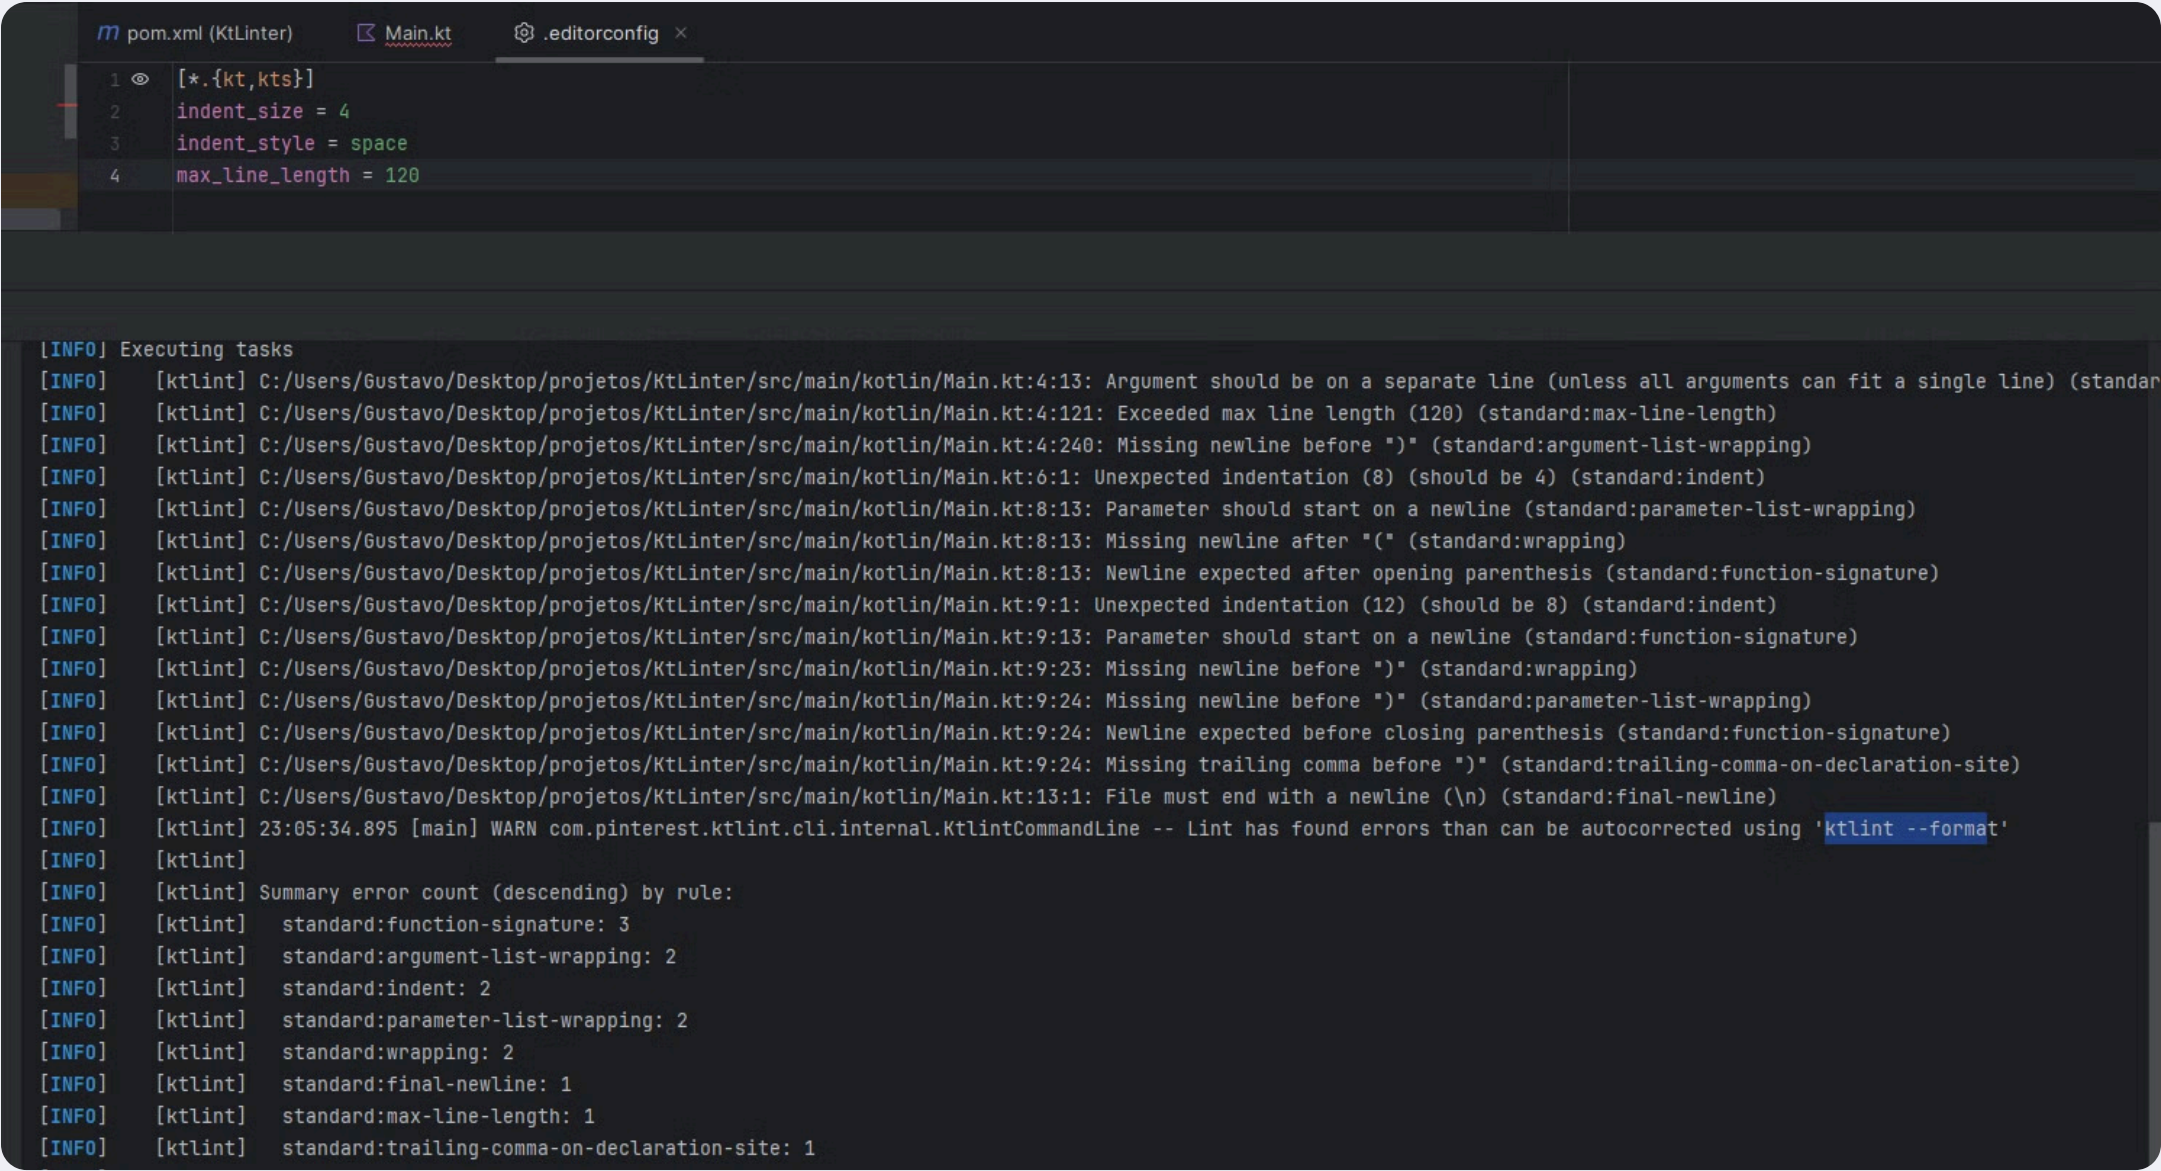 pom.xml (KtLinter) Main.kt .editorconfig
1 [*.{kt,kts}]
2 indent_size = 4
3 indent_style = space
4 max_line_length = 120
[INFO] Executing tasks
[INFO] [ktlint] C:/Users/Gustavo/Desktop/projetos/KtLinter/src/main/kotlin/Main.kt:4:13: Argument should be on a separate line (unless all arguments can fit a single line) (standar
[INFO] [ktlint] C:/Users/Gustavo/Desktop/projetos/KtLinter/src/main/kotlin/Main.kt:4:121: Exceeded max line length (120) (standard:max-line-length)
[INFO] [ktlint] C:/Users/Gustavo/Desktop/projetos/KtLinter/src/main/kotlin/Main.kt:4:240: Missing newline before ")" (standard:argument-list-wrapping)
[INFO] [ktlint] C:/Users/Gustavo/Desktop/projetos/KtLinter/src/main/kotlin/Main.kt:6:1: Unexpected indentation (8) (should be 4) (standard:indent)
[INFO] [ktlint] C:/Users/Gustavo/Desktop/projetos/KtLinter/src/main/kotlin/Main.kt:8:13: Parameter should start on a newline (standard:parameter-list-wrapping)
[INFO] [ktlint] C:/Users/Gustavo/Desktop/projetos/KtLinter/src/main/kotlin/Main.kt:8:13: Missing newline after "(" (standard:wrapping)
[INFO] [ktlint] C:/Users/Gustavo/Desktop/projetos/KtLinter/src/main/kotlin/Main.kt:8:13: Newline expected after opening parenthesis (standard:function-signature)
[INFO] [ktlint] C:/Users/Gustavo/Desktop/projetos/KtLinter/src/main/kotlin/Main.kt:9:1: Unexpected indentation (12) (should be 8) (standard:indent)
[INFO] [ktlint] C:/Users/Gustavo/Desktop/projetos/KtLinter/src/main/kotlin/Main.kt:9:13: Parameter should start on a newline (standard:function-signature)
[INFO] [ktlint] C:/Users/Gustavo/Desktop/projetos/KtLinter/src/main/kotlin/Main.kt:9:23: Missing newline before ")" (standard:wrapping)
[INFO] [ktlint] C:/Users/Gustavo/Desktop/projetos/KtLinter/src/main/kotlin/Main.kt:9:24: Missing newline before ")" (standard:parameter-list-wrapping)
[INFO] [ktlint] C:/Users/Gustavo/Desktop/projetos/KtLinter/src/main/kotlin/Main.kt:9:24: Newline expected before closing parenthesis (standard:function-signature)
[INFO] [ktlint] C:/Users/Gustavo/Desktop/projetos/KtLinter/src/main/kotlin/Main.kt:9:24: Missing trailing comma before ")" (standard:trailing-comma-on-declaration-site)
[INFO] [ktlint] C:/Users/Gustavo/Desktop/projetos/KtLinter/src/main/kotlin/Main.kt:13:1: File must end with a newline (\n) (standard:final-newline)
[INFO] [ktlint] 23:05:34.895 [main] WARN com.pinterest.ktlint.cli.internal.KtlintCommandLine -- Lint has found errors than can be autocorrected using 'ktlint --format'
[INFO] [ktlint]
[INFO] [ktlint] Summary error count (descending) by rule:
[INFO] [ktlint] standard:function-signature: 3
[INFO] [ktlint] standard:argument-list-wrapping: 2
[INFO] [ktlint] standard:indent: 2
[INFO] [ktlint] standard:parameter-list-wrapping: 2
[INFO] [ktlint] standard:wrapping: 2
[INFO] [ktlint] standard:final-newline: 1
[INFO] [ktlint] standard:max-line-length: 1
[INFO] [ktlint] standard:trailing-comma-on-declaration-site: 1